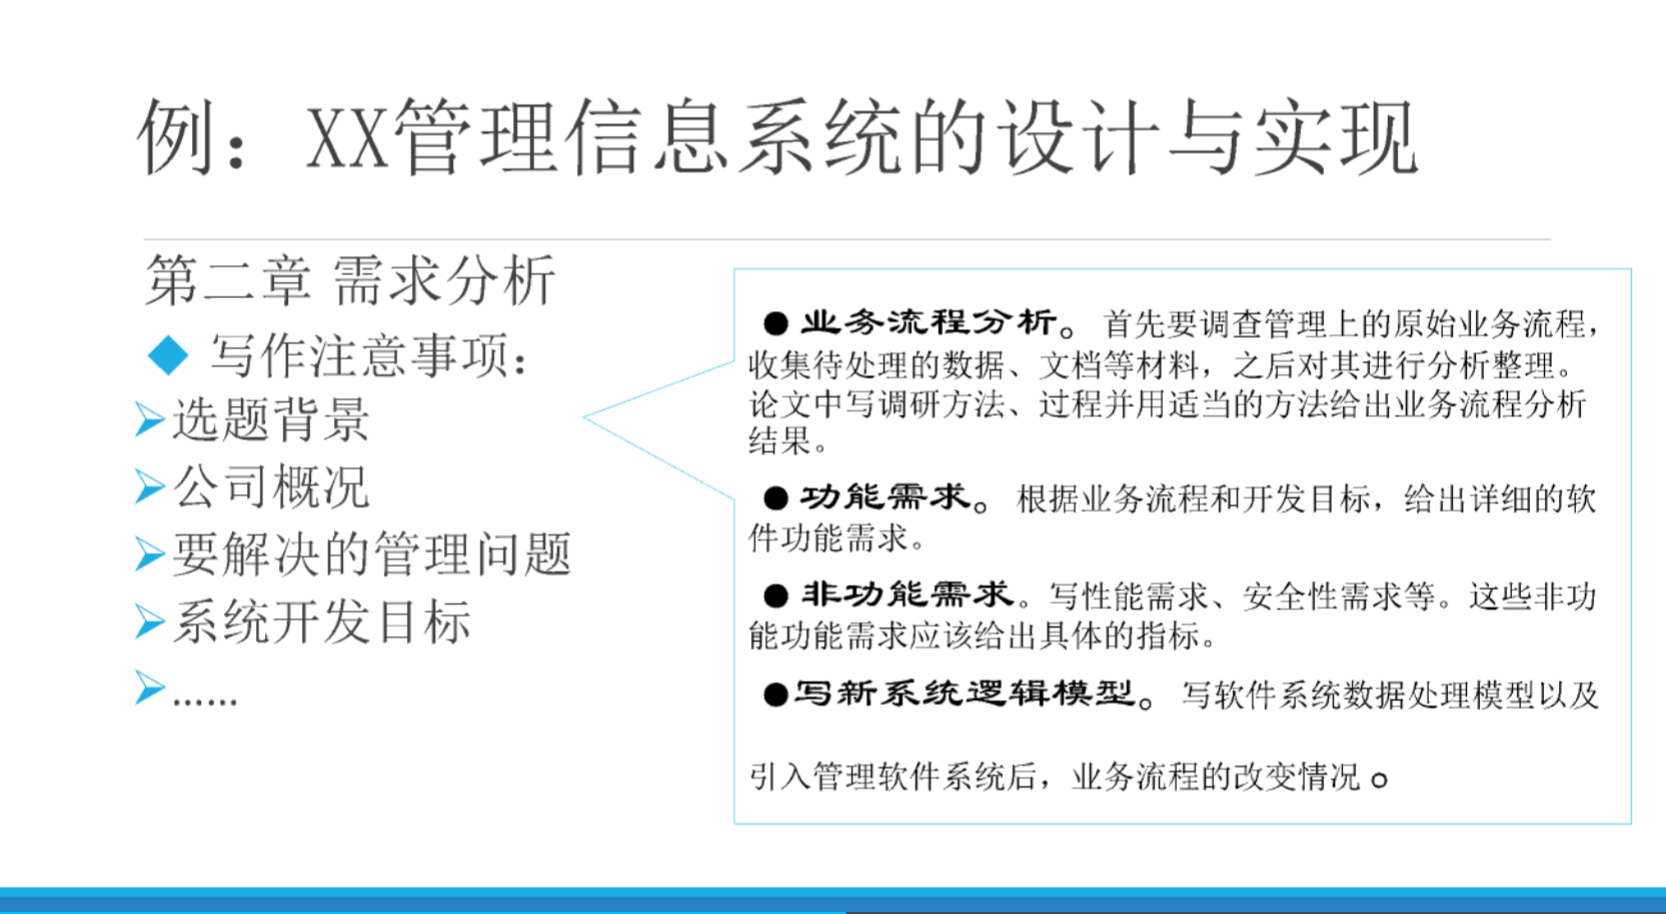 例：XX管理信息系统的设计与实现
第二章 需求分析
◆ 写作注意事项：
➢选题背景
➢公司概况
➢要解决的管理问题
➢系统开发目标
➢……
●业务流程分析。首先要调查管理上的原始业务流程，
收集待处理的数据、文档等材料，之后对其进行分析整理。
论文中写调研方法、过程并用适当的方法给出业务流程分析
结果。
●功能需求。根据业务流程和开发目标，给出详细的软
件功能需求。
●非功能需求。写性能需求、安全性需求等。这些非功
能功能需求应该给出具体的指标。
●写新系统逻辑模型。写软件系统数据处理模型以及
引入管理软件系统后，业务流程的改变情况。